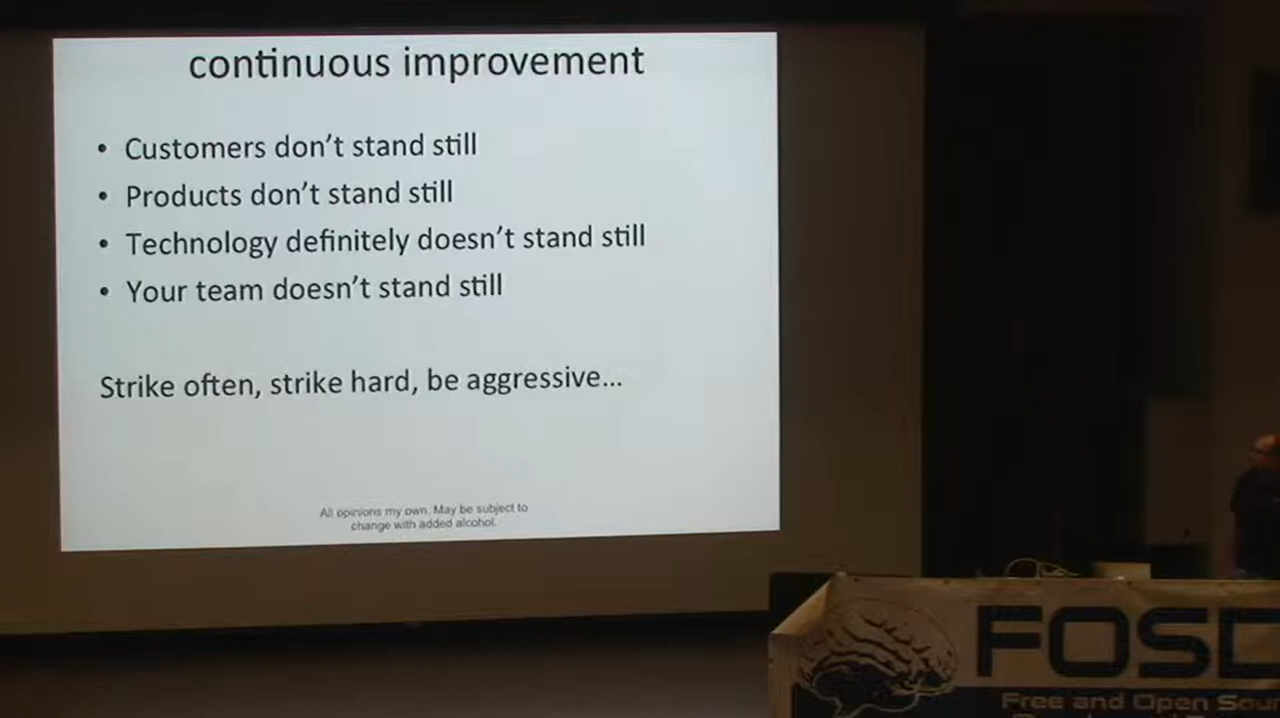 continuous improvement
• Customers don't stand still
• Products don't stand still
• Technology definitely doesn't stand still
• Your team doesn't stand still
Strike often, strike hard, be aggressive...
All opinions my own. May be subject to
change with added alcohol.
FOSD
Free and Open Sour